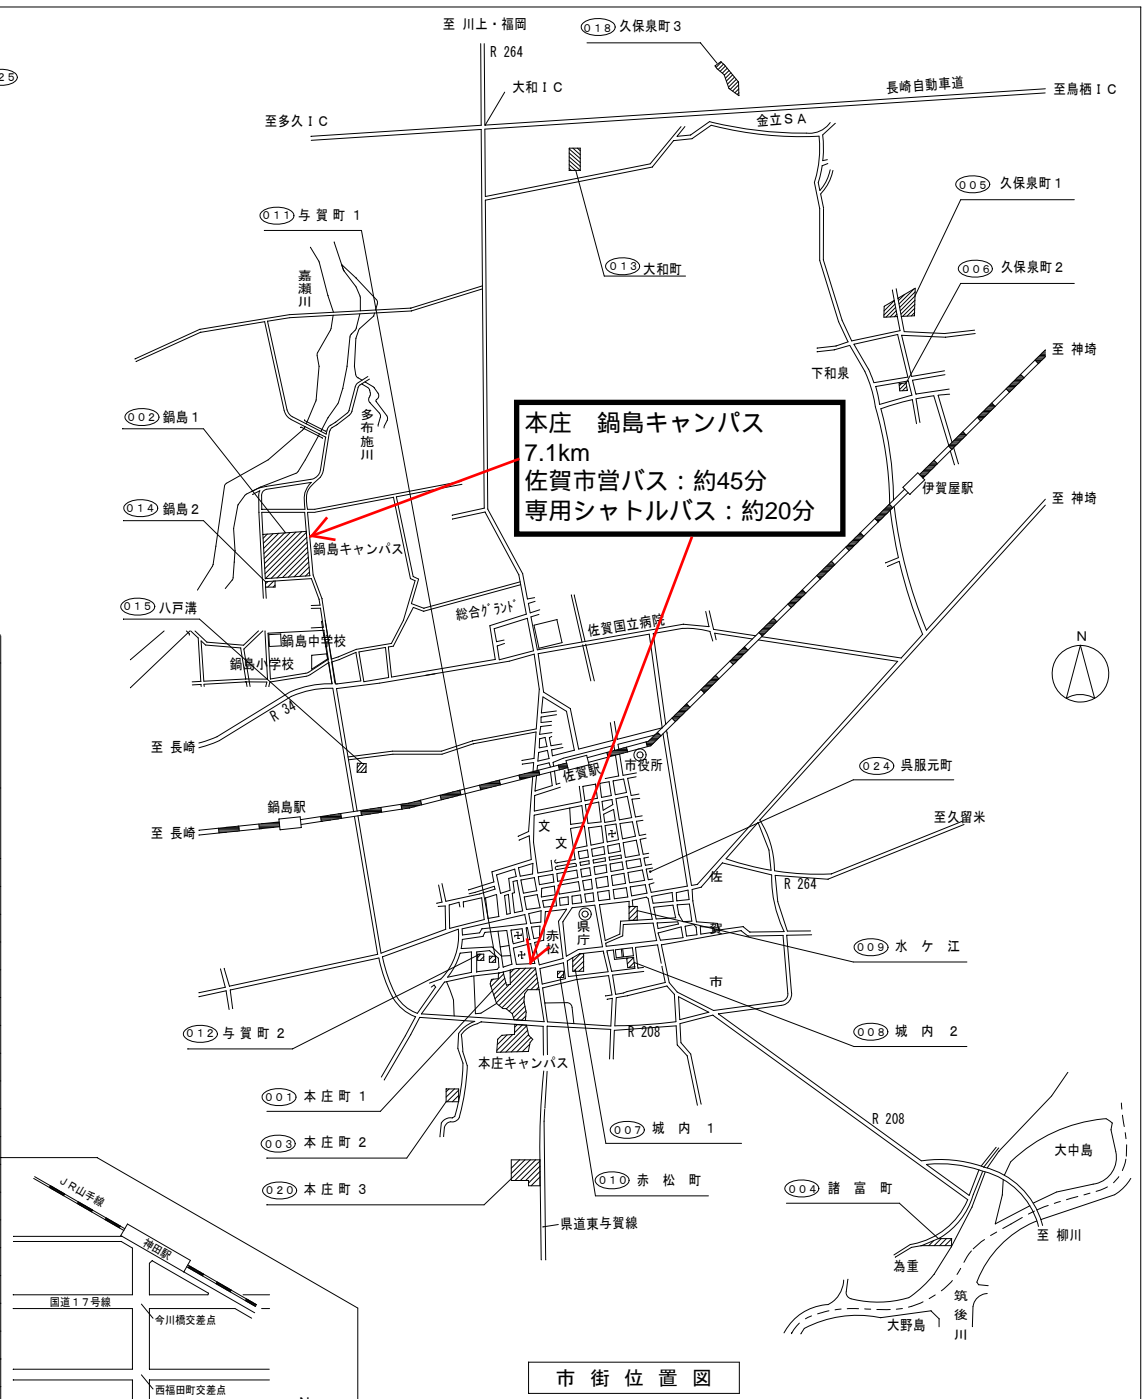 至 川上・福岡
018 久保泉町3
R 264
25
大和IC
長崎自動車道
至鳥栖IC
至多久IC
金立SA
005 久保泉町1
011 与賀町 1
013 大和町
006 久保泉町2
嘉瀬川
至 神埼
下和泉
002 鍋島1
多布施川
本庄　鍋島キャンパス
7.1km
佐賀市営バス：約45分
専用シャトルバス：約20分
伊賀屋駅
至 神埼
014 鍋島2
鍋島キャンパス
015 八戸溝
総合グランド
佐賀国立病院
鍋島中学校
鍋島小学校
N
R 34
至 長崎
佐賀駅
市役所
024 呉服元町
鍋島駅
至 長崎
至久留米
文
文
佐
R 264
県庁
賀
赤松
009 水ケ江
市
012 与賀町 2
R 208
008 城内 2
本庄キャンパス
001 本庄町 1
R 208
007 城内 1
003 本庄町 2
大中島
010 赤松町
020 本庄町 3
004 諸富町
JR山手線
県道東与賀線
至 柳川
神田駅
為重
国道17号線
筑後川
今川橋交差点
大野島
市街位置図
西福田町交差点
N